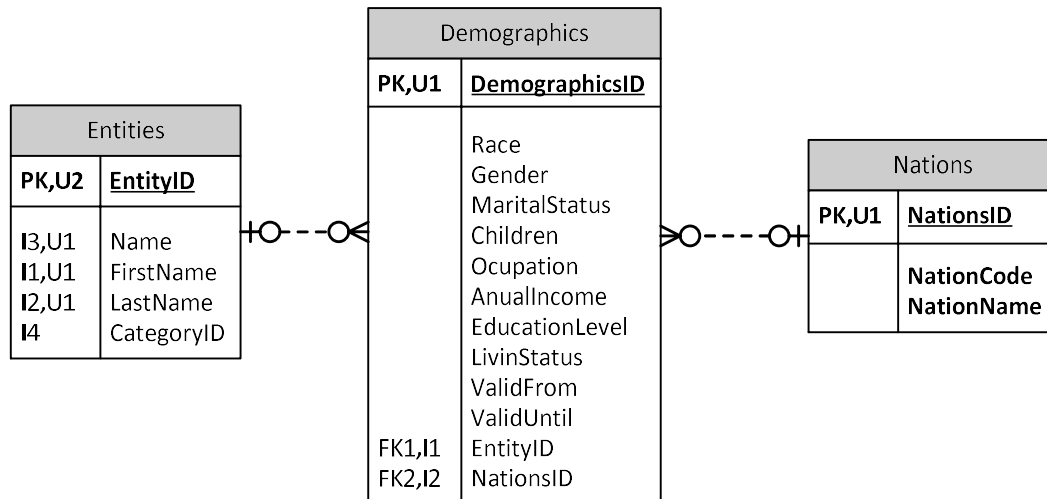 Entities
PK,U2 EntityID
I3,U1 Name
I1,U1 FirstName
I2,U1 LastName
I4 CategoryID
Demographics
PK,U1 DemographicsID
Race
Gender
MaritalStatus
Children
Ocupation
AnualIncome
EducationLevel
LivinStatus
ValidFrom
ValidUntil
FK1,I1 EntityID
FK2,I2 NationsID
Nations
PK,U1 NationsID
NationCode
NationName